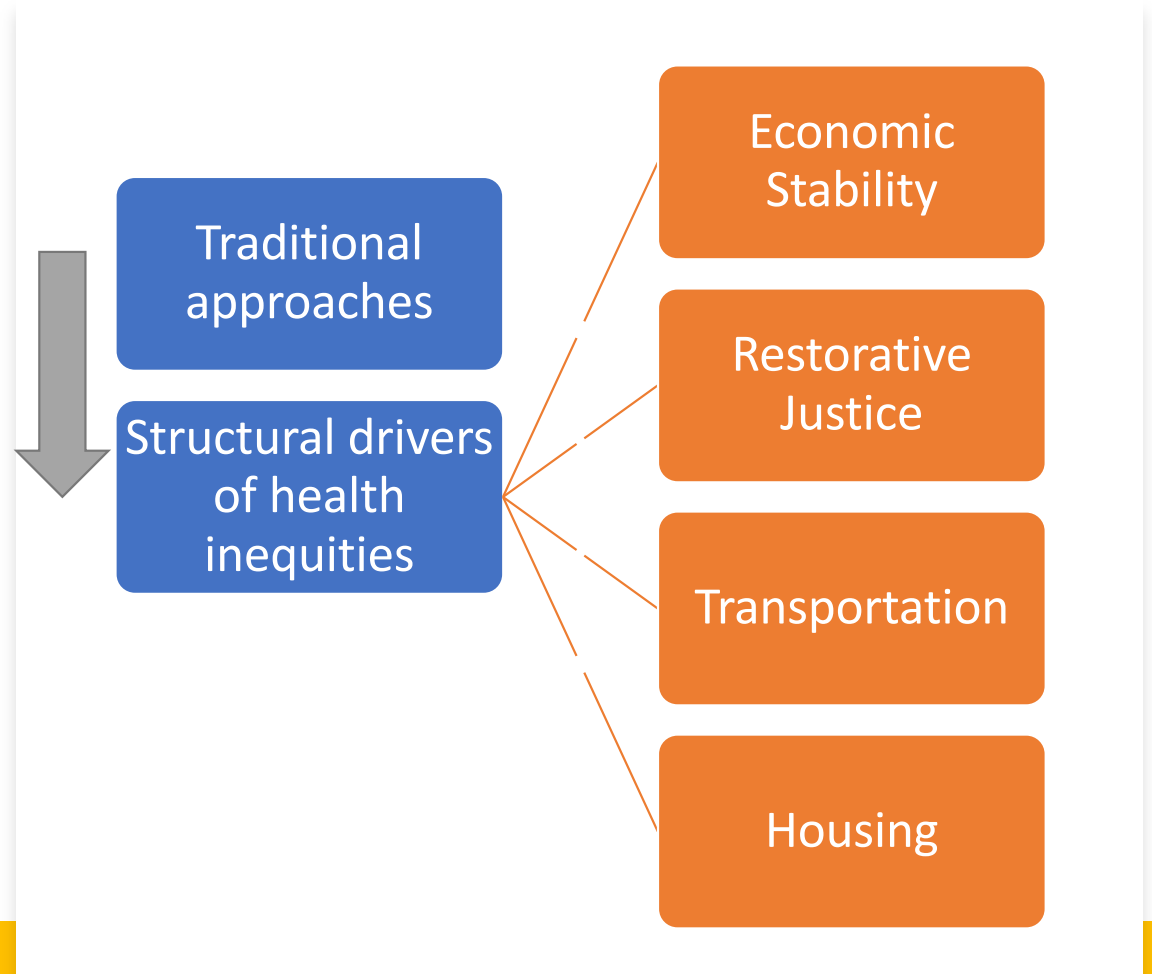 Traditional
approaches
Structural drivers
of health
inequities
Economic
Stability
Restorative
Justice
Transportation
Housing